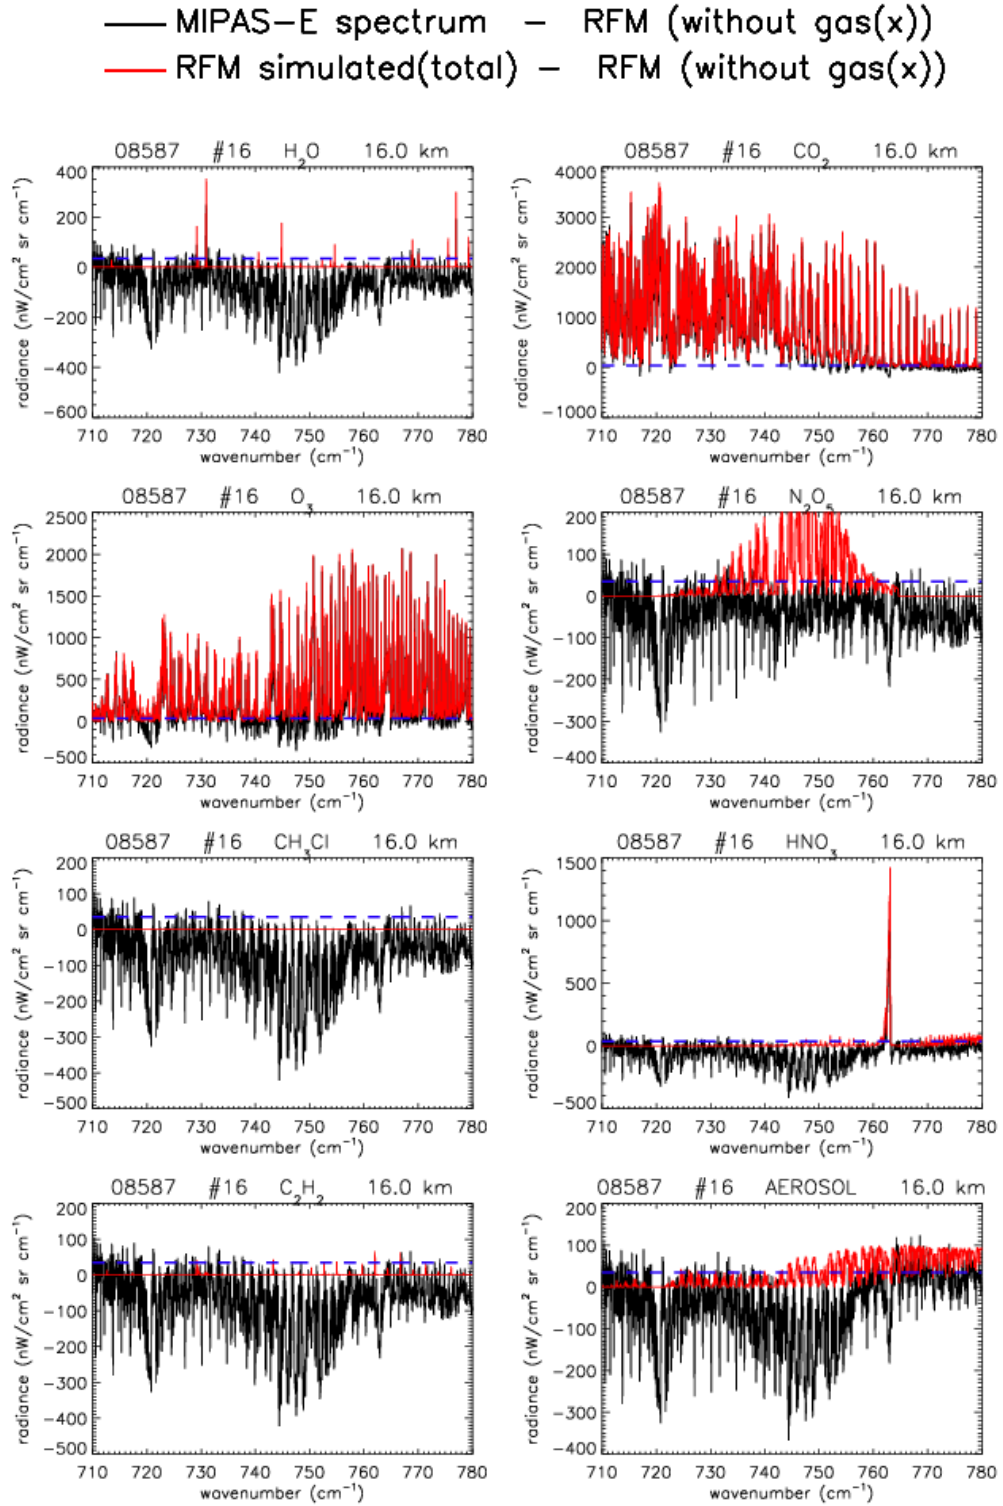 MIPAS-E spectrum - RFM (without gas(x))
RFM simulated(total) - RFM (without gas(x))
08587 #16 H2O 16.0 km
400
200
0
-200
-400
-600
radiance (nW/cm² sr cm⁻¹)
710 720 730 740 750 760 770 780
wavenumber (cm⁻¹)
08587 #16 CO2 16.0 km
4000
3000
2000
1000
0
-1000
radiance (nW/cm² sr cm⁻¹)
710 720 730 740 750 760 770 780
wavenumber (cm⁻¹)
08587 #16 O3 16.0 km
2500
2000
1500
1000
500
0
-500
radiance (nW/cm² sr cm⁻¹)
710 720 730 740 750 760 770 780
wavenumber (cm⁻¹)
08587 #16 N2O5 16.0 km
200
100
0
-100
-200
-300
-400
radiance (nW/cm² sr cm⁻¹)
710 720 730 740 750 760 770 780
wavenumber (cm⁻¹)
08587 #16 CH3Cl 16.0 km
200
100
0
-100
-200
-300
-400
-500
radiance (nW/cm² sr cm⁻¹)
710 720 730 740 750 760 770 780
wavenumber (cm⁻¹)
08587 #16 HNO3 16.0 km
1500
1000
500
0
-500
radiance (nW/cm² sr cm⁻¹)
710 720 730 740 750 760 770 780
wavenumber (cm⁻¹)
08587 #16 C2H2 16.0 km
200
100
0
-100
-200
-300
-400
-500
radiance (nW/cm² sr cm⁻¹)
710 720 730 740 750 760 770 780
wavenumber (cm⁻¹)
08587 #16 AEROSOL 16.0 km
200
100
0
-100
-200
-300
-400
radiance (nW/cm² sr cm⁻¹)
710 720 730 740 750 760 770 780
wavenumber (cm⁻¹)